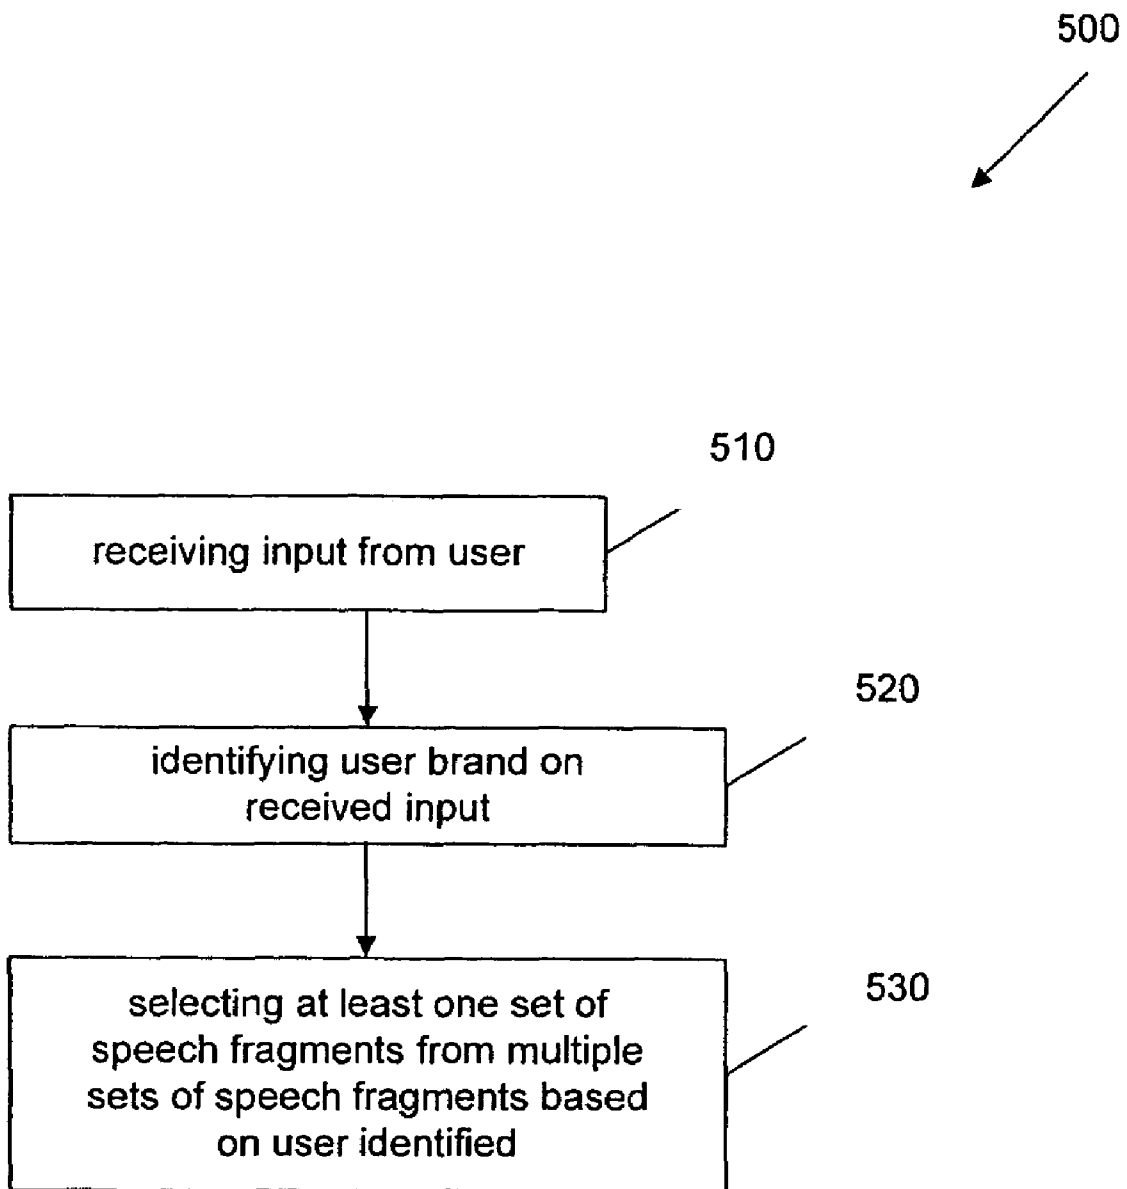 500
510
receiving input from user
520
identifying user brand on
received input
530
selecting at least one set of
speech fragments from multiple
sets of speech fragments based
on user identified